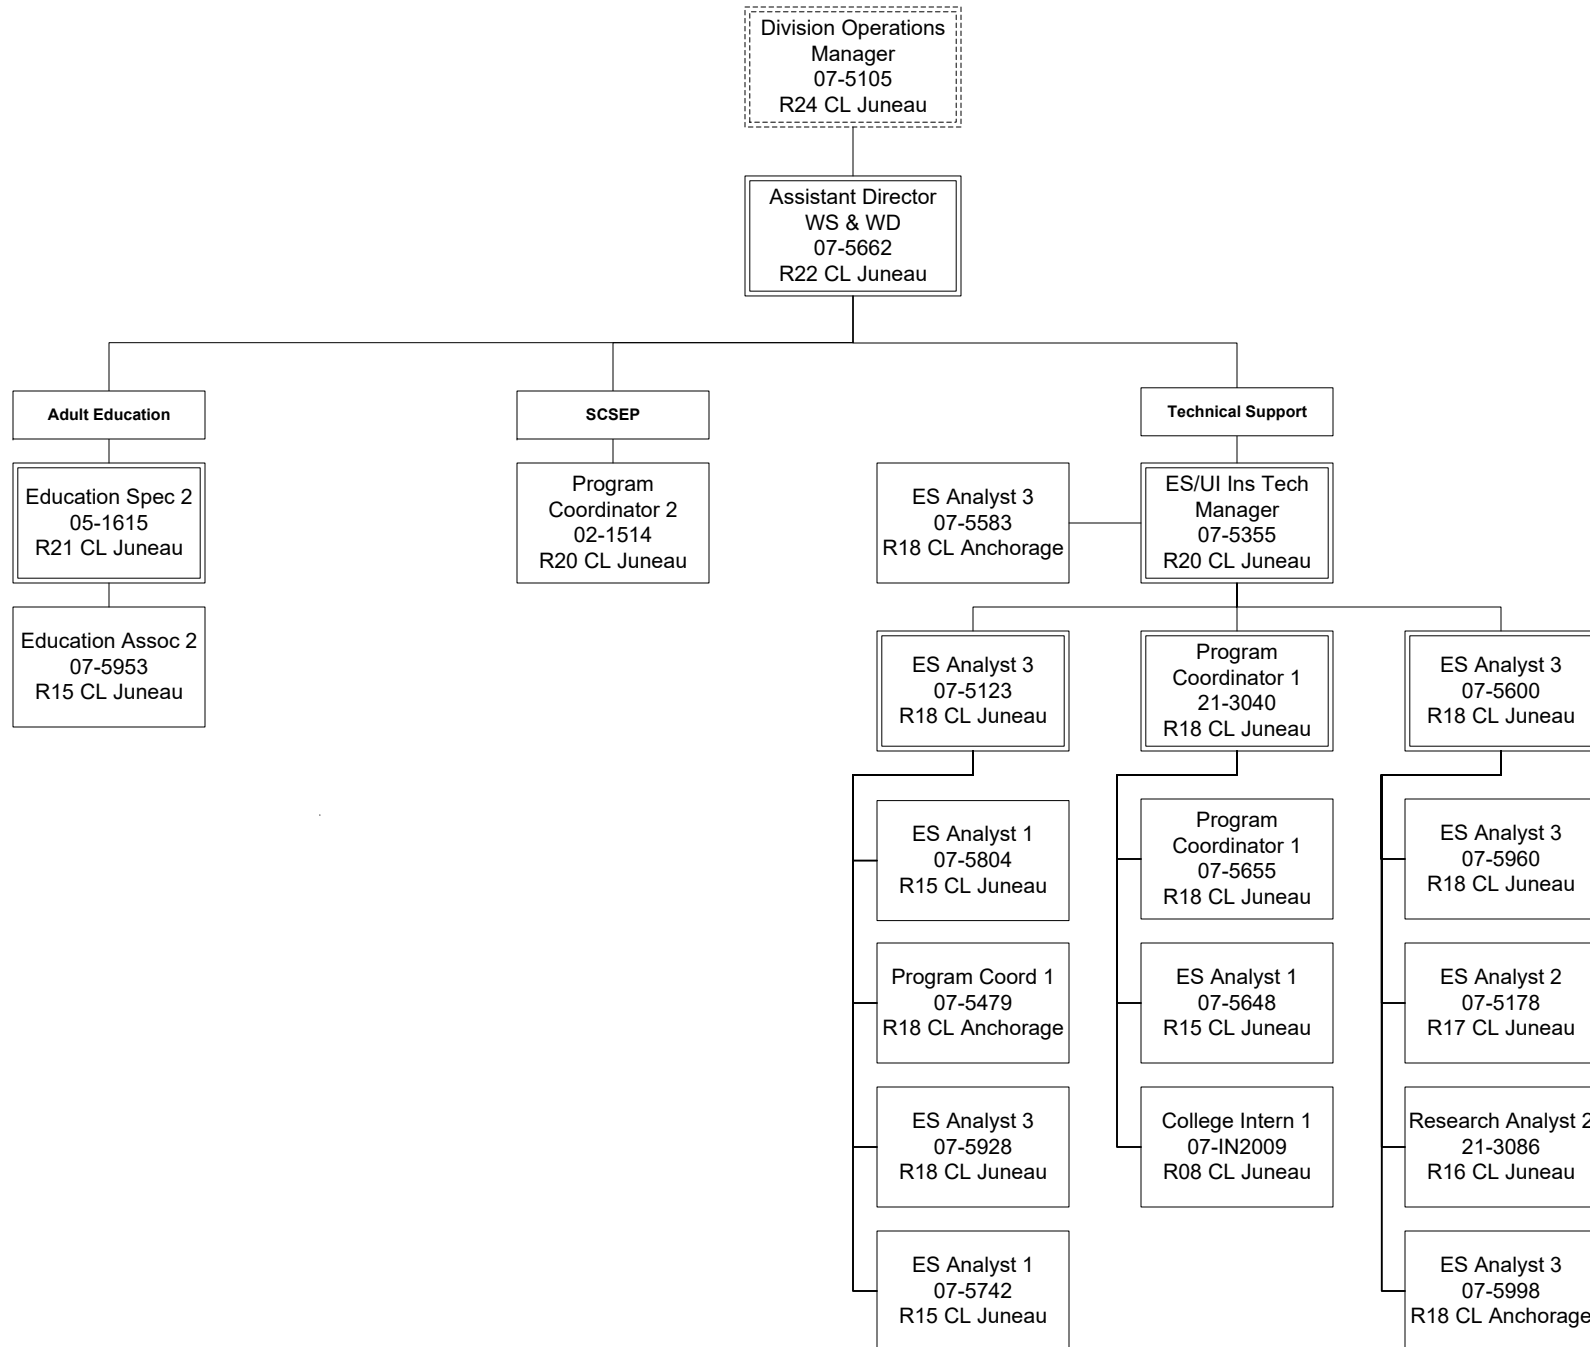 Division Operations
Manager
07-5105
R24 CL Juneau
Assistant Director
WS & WD
07-5662
R22 CL Juneau
Adult Education
SCSEP
Technical Support
Education Spec 2
05-1615
R21 CL Juneau
Program
Coordinator 2
02-1514
R20 CL Juneau
ES Analyst 3
07-5583
R18 CL Anchorage
ES/UI Ins Tech
Manager
07-5355
R20 CL Juneau
Education Assoc 2
07-5953
R15 CL Juneau
ES Analyst 3
07-5123
R18 CL Juneau
Program
Coordinator 1
21-3040
R18 CL Juneau
ES Analyst 3
07-5600
R18 CL Juneau
ES Analyst 1
07-5804
R15 CL Juneau
Program
Coordinator 1
07-5655
R18 CL Juneau
ES Analyst 3
07-5960
R18 CL Juneau
Program Coord 1
07-5479
R18 CL Anchorage
ES Analyst 1
07-5648
R15 CL Juneau
ES Analyst 2
07-5178
R17 CL Juneau
ES Analyst 3
07-5928
R18 CL Juneau
College Intern 1
07-IN2009
R08 CL Juneau
Research Analyst 2
21-3086
R16 CL Juneau
ES Analyst 1
07-5742
R15 CL Juneau
ES Analyst 3
07-5998
R18 CL Anchorage